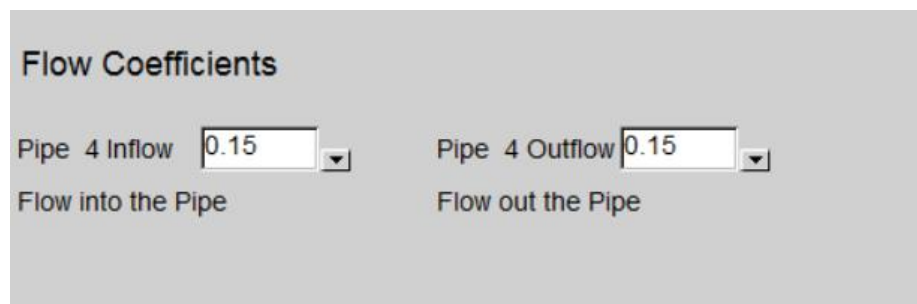 Flow Coefficients
Pipe 4 Inflow 0.15 Pipe 4 Outflow 0.15
Flow into the Pipe Flow out the Pipe